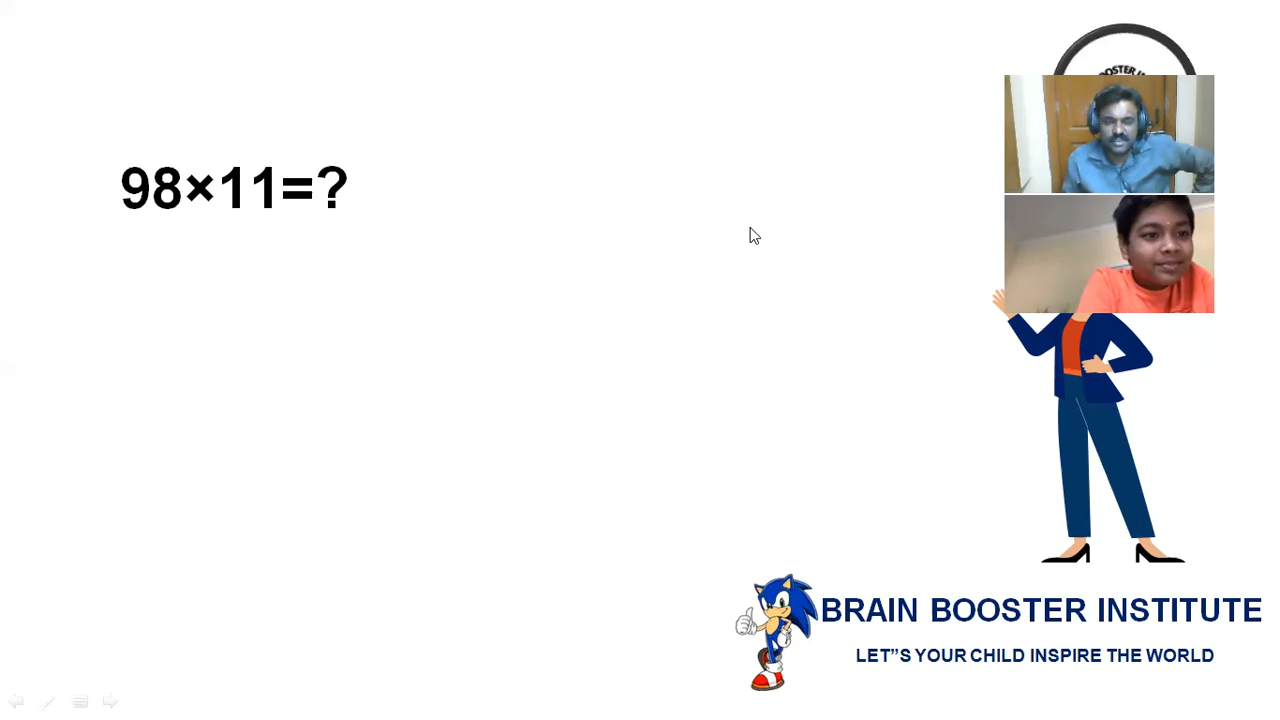 98×11=?
BRAIN BOOSTER INSTITUTE
LET”S YOUR CHILD INSPIRE THE WORLD